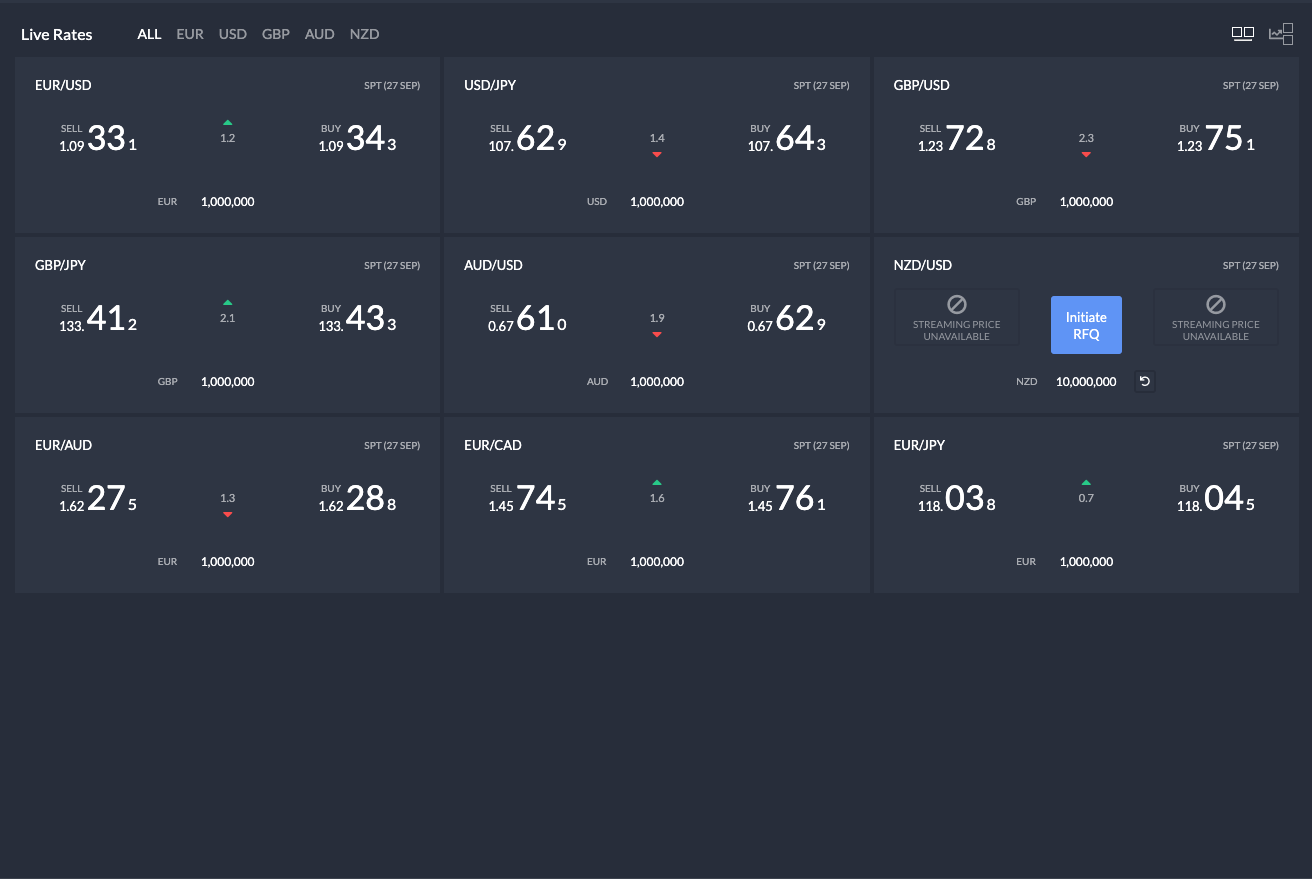 Live Rates ALL EUR USD GBP AUD NZD
EUR/USD SPT (27 SEP)
SELL 1.09 33 1
1.2
BUY 1.09 34 3
EUR 1,000,000
USD/JPY SPT (27 SEP)
SELL 107. 62 9
1.4
BUY 107. 64 3
USD 1,000,000
GBP/USD SPT (27 SEP)
SELL 1.23 72 8
2.3
BUY 1.23 75 1
GBP 1,000,000
GBP/JPY SPT (27 SEP)
SELL 133. 41 2
2.1
BUY 133. 43 3
GBP 1,000,000
AUD/USD SPT (27 SEP)
SELL 0.67 61 0
1.9
BUY 0.67 62 9
AUD 1,000,000
NZD/USD SPT (27 SEP)
STREAMING PRICE
UNAVAILABLE
Initiate
RFQ
STREAMING PRICE
UNAVAILABLE
NZD 10,000,000
EUR/AUD SPT (27 SEP)
SELL 1.62 27 5
1.3
BUY 1.62 28 8
EUR 1,000,000
EUR/CAD SPT (27 SEP)
SELL 1.45 74 5
1.6
BUY 1.45 76 1
EUR 1,000,000
EUR/JPY SPT (27 SEP)
SELL 118. 03 8
0.7
BUY 118. 04 5
EUR 1,000,000